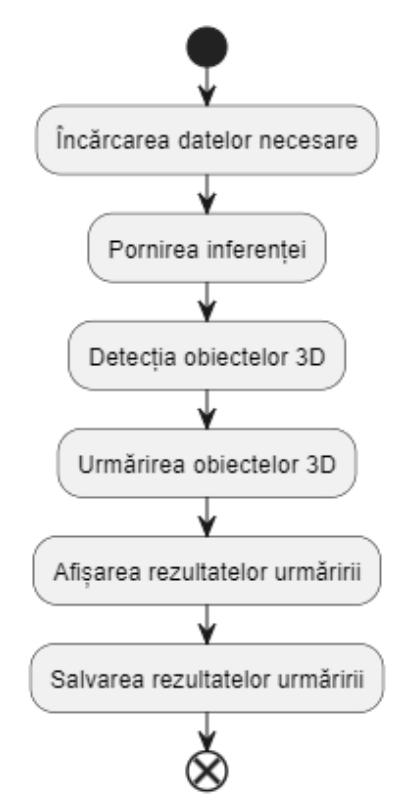 Încărcarea datelor necesare
Pornirea inferenței
Detecția obiectelor 3D
Urmărirea obiectelor 3D
Afișarea rezultatelor urmăririi
Salvarea rezultatelor urmăririi